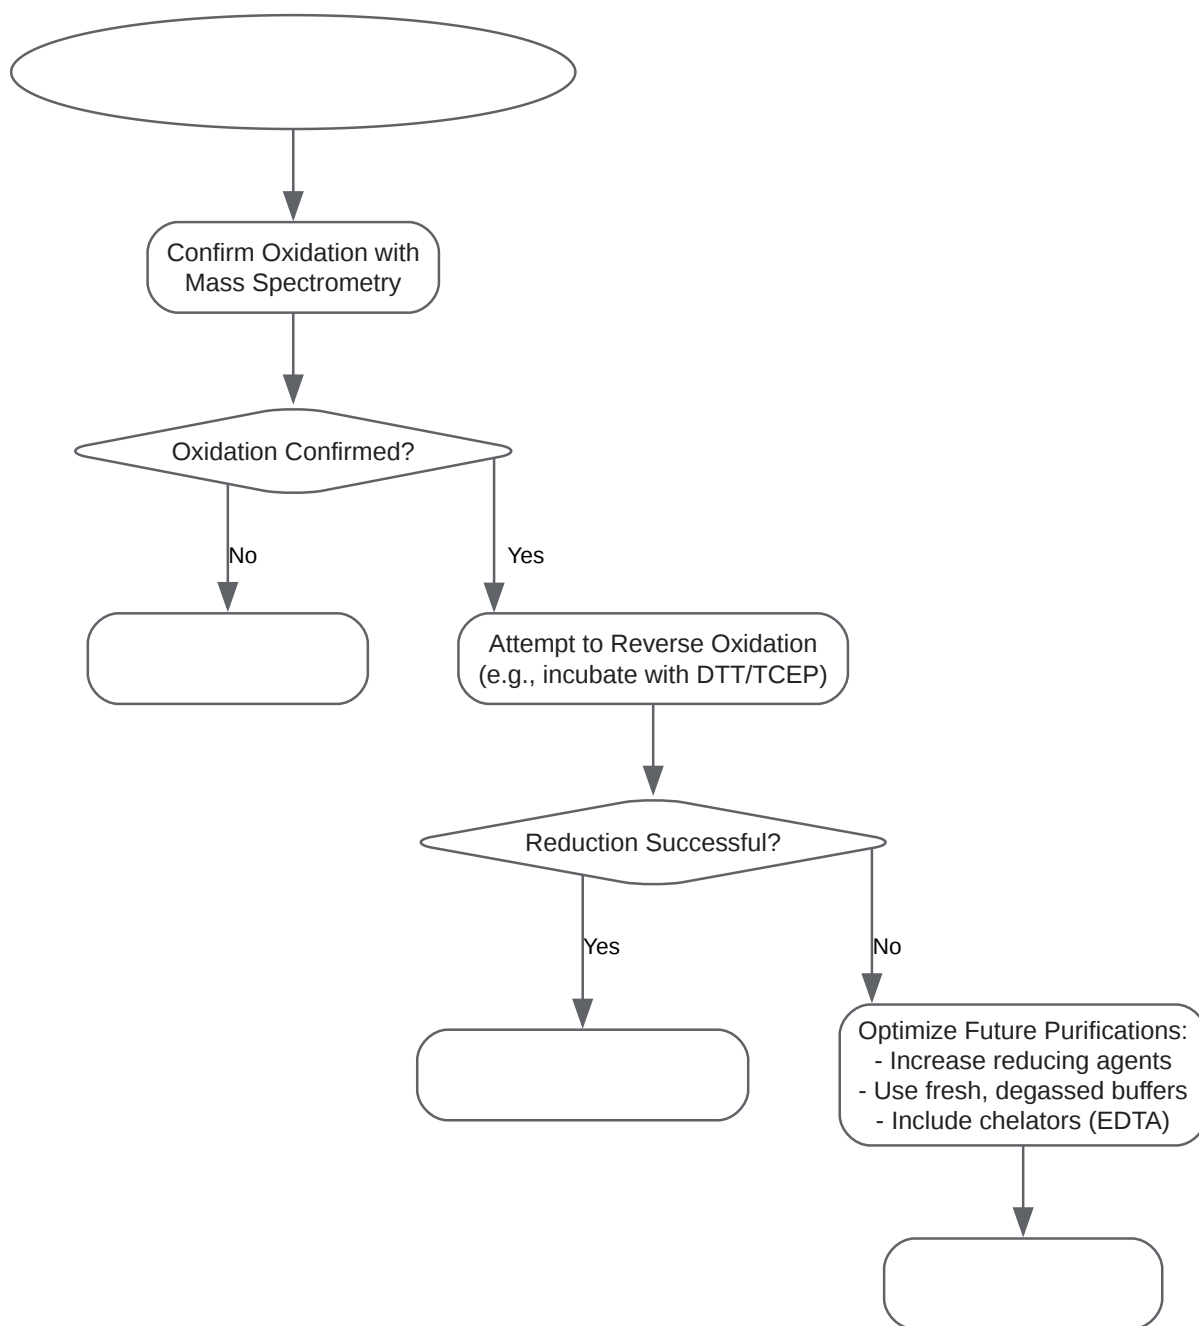 Confirm Oxidation with
Mass Spectrometry
Oxidation Confirmed?
No
Yes
Attempt to Reverse Oxidation
(e.g., incubate with DTT/TCEP)
Reduction Successful?
Yes
No
Optimize Future Purifications:
- Increase reducing agents
- Use fresh, degassed buffers
- Include chelators (EDTA)